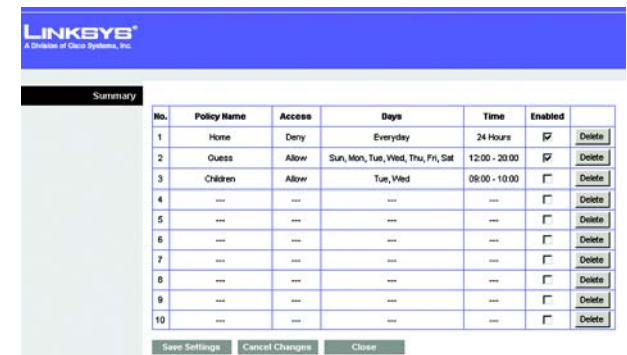 LINKSYS®
A Division of Cisco Systems, Inc.
Summary
No. Policy Name Access Days Time Enabled
1 Home Deny Everyday 24 Hours Delete
2 Guess Allow Sun, Mon, Tue, Wed, Thu, Fri, Sat 12:00 - 20:00 Delete
3 Children Allow Tue, Wed 09:00 - 10:00 Delete
4 --- --- --- --- Delete
5 --- --- --- --- Delete
6 --- --- --- --- Delete
7 --- --- --- --- Delete
8 --- --- --- --- Delete
9 --- --- --- --- Delete
10 --- --- --- --- Delete
Save Settings Cancel Changes Close